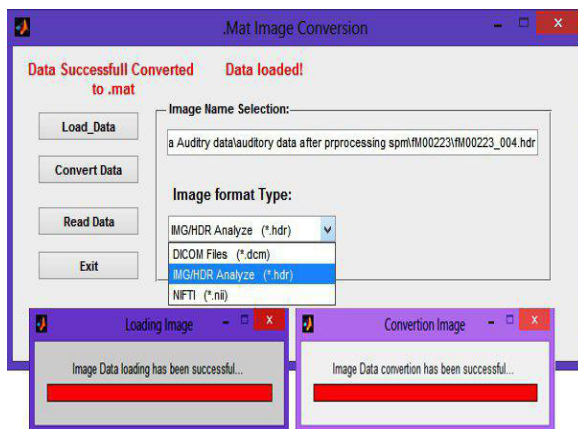 .Mat Image Conversion
Data Successfull Converted
to .mat
Data loaded!
Load_Data
Convert Data
Read Data
Exit
Image Name Selection:
a Auditry data\auditory data after prprocessing spm\fM00223\fM00223_004.hdr
Image format Type:
IMG/HDR Analyze (*.hdr)
DICOM Files (*.dcm)
IMG/HDR Analyze (*.hdr)
NIFTI (*.nii)
Loading Image
Image Data loading has been successful...
Convertion Image
Image Data convertion has been successful...